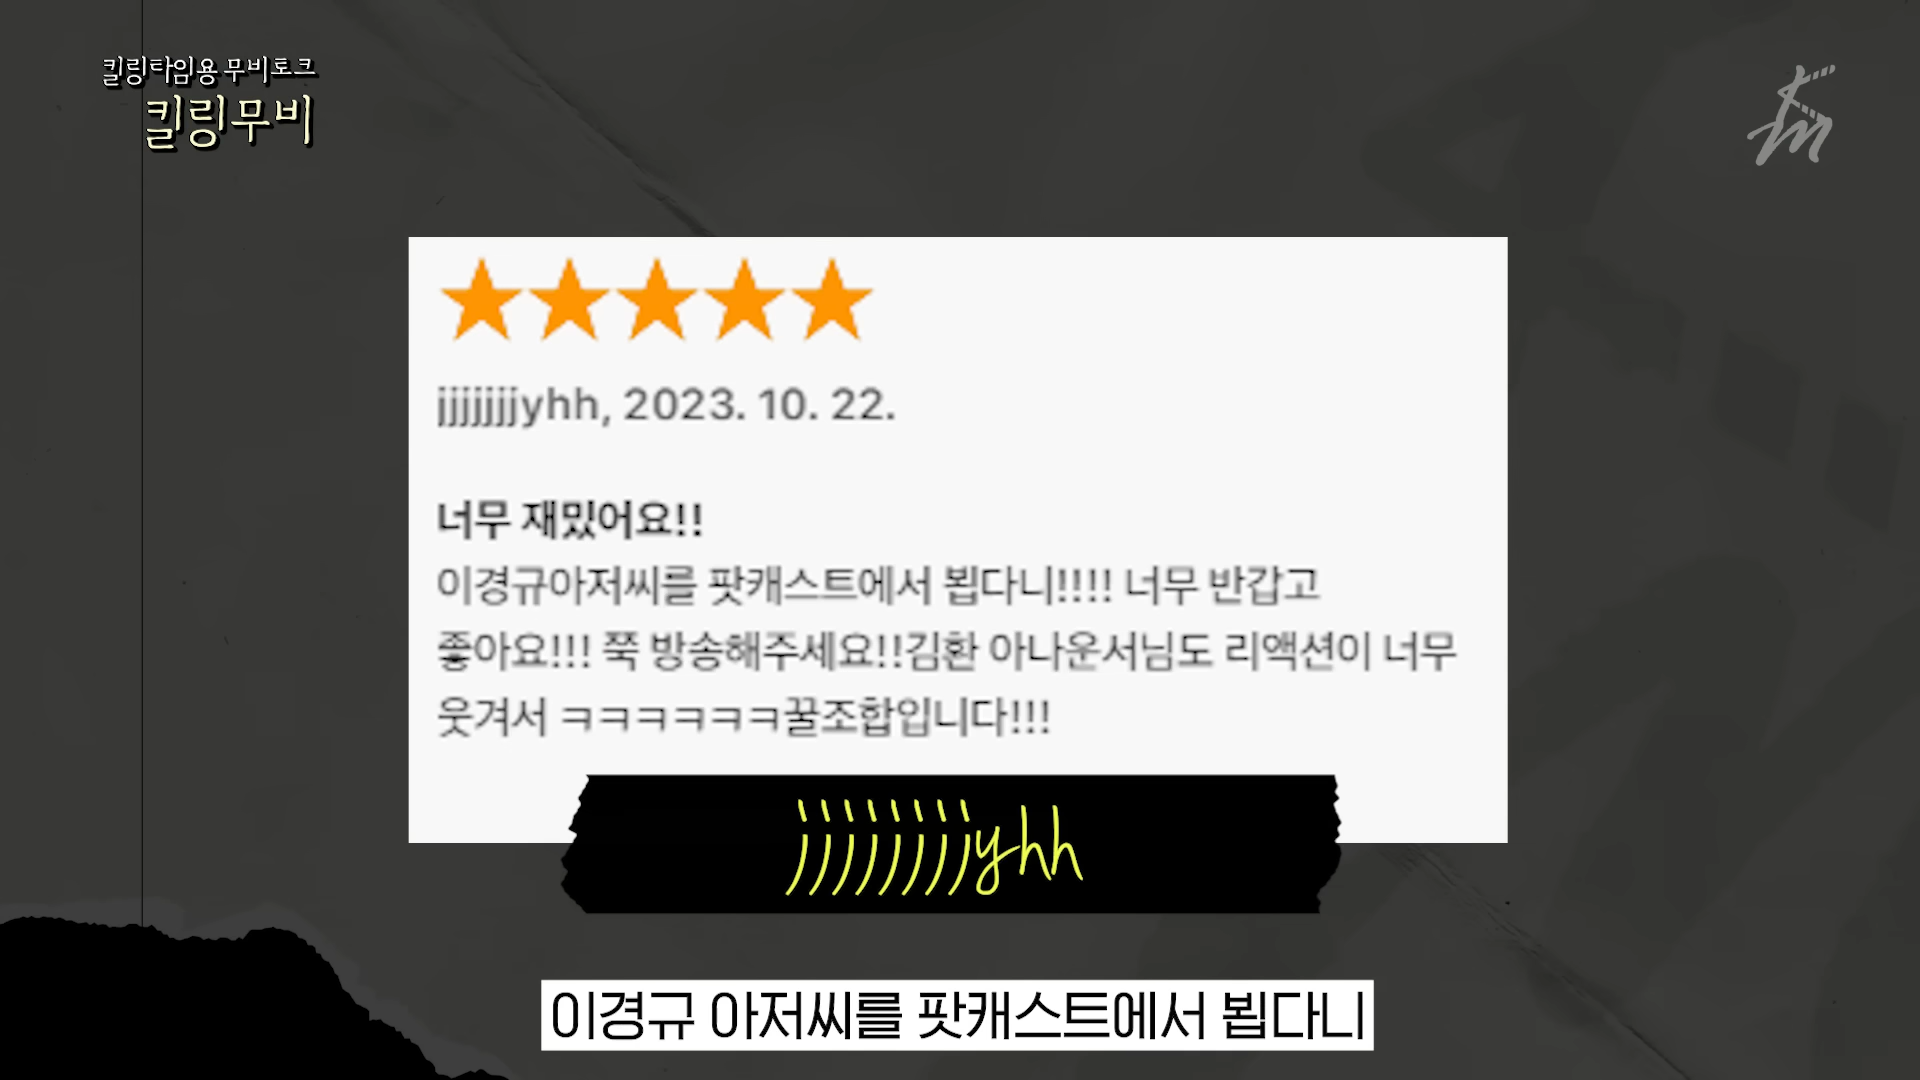 킬링타임용 무비토크
킬링무비
km
★★★★★
jjjjjjjjyhh, 2023. 10. 22.
너무 재밌어요!!
이경규아저씨를 팟캐스트에서 뵙다니!!!! 너무 반갑고
좋아요!!! 쭉 방송해주세요!!김환 아나운서님도 리액션이 너무
웃겨서 ㅋㅋㅋㅋㅋㅋ꿀조합입니다!!!
jjjjjjjjyhh
이경규 아저씨를 팟캐스트에서 뵙다니